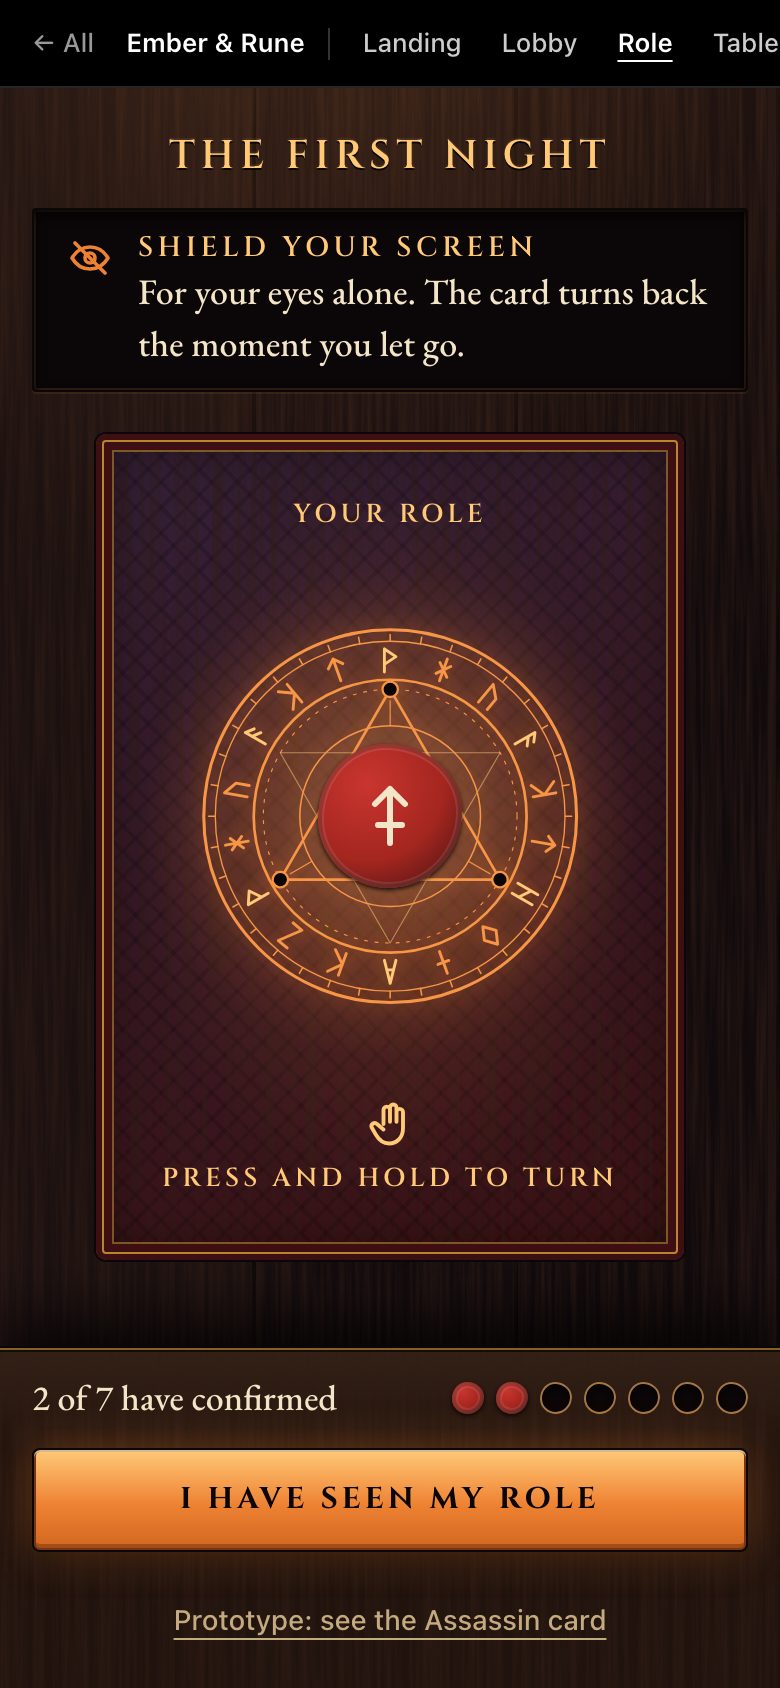 ← All Ember & Rune Landing Lobby Role Table
THE FIRST NIGHT
SHIELD YOUR SCREEN
For your eyes alone. The card turns back
the moment you let go.
YOUR ROLE
PRESS AND HOLD TO TURN
2 of 7 have confirmed
I HAVE SEEN MY ROLE
Prototype: see the Assassin card